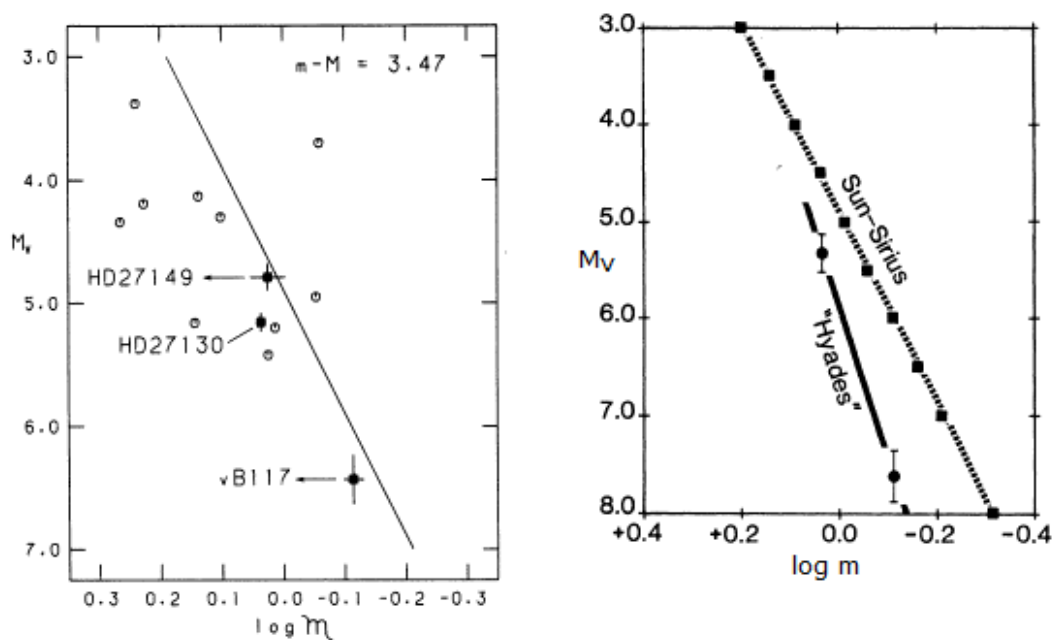 m-M = 3.47
3.0
4.0
5.0
6.0
7.0
Mv
HD27149
HD27130
vB117
0.3 0.2 0.1 0.0 -0.1 -0.2 -0.3
log m
3.0
4.0
5.0
6.0
7.0
8.0
MV
Sun-Sirius
"Hyades"
+0.4 +0.2 0.0 -0.2 -0.4
log m